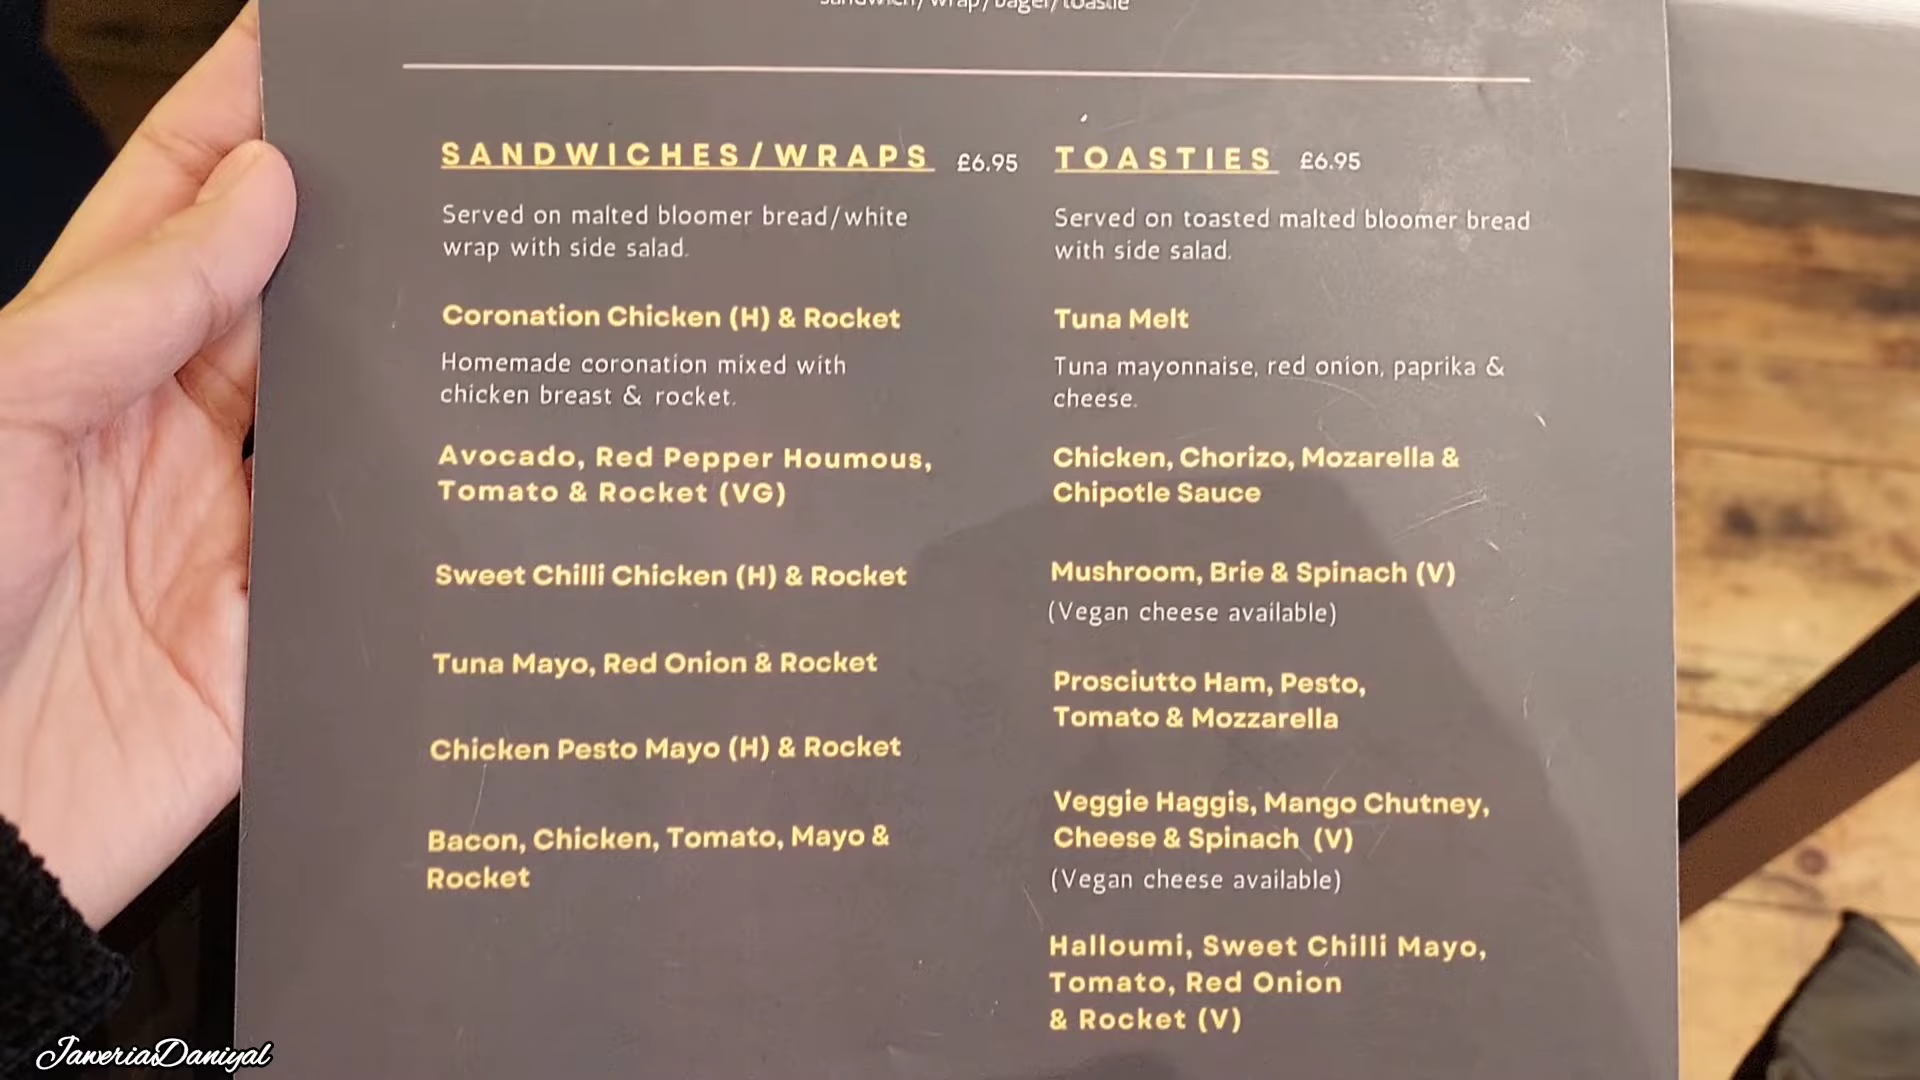 sandwich/wrap/bagel/toastie
SANDWICHES/WRAPS £6.95
Served on malted bloomer bread/white
wrap with side salad.
Coronation Chicken (H) & Rocket
Homemade coronation mixed with
chicken breast & rocket.
Avocado, Red Pepper Houmous,
Tomato & Rocket (VG)
Sweet Chilli Chicken (H) & Rocket
Tuna Mayo, Red Onion & Rocket
Chicken Pesto Mayo (H) & Rocket
Bacon, Chicken, Tomato, Mayo &
Rocket
TOASTIES £6.95
Served on toasted malted bloomer bread
with side salad.
Tuna Melt
Tuna mayonnaise, red onion, paprika &
cheese.
Chicken, Chorizo, Mozarella &
Chipotle Sauce
Mushroom, Brie & Spinach (V)
(Vegan cheese available)
Prosciutto Ham, Pesto,
Tomato & Mozzarella
Veggie Haggis, Mango Chutney,
Cheese & Spinach (V)
(Vegan cheese available)
Halloumi, Sweet Chilli Mayo,
Tomato, Red Onion
& Rocket (V)
JaweriaDaniyal